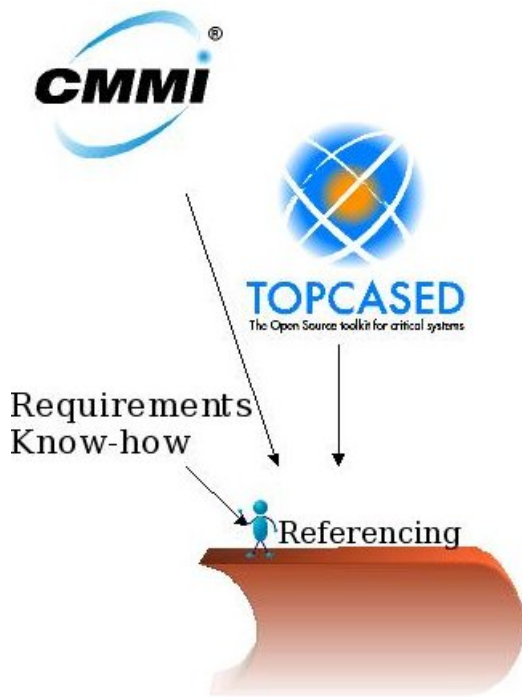 CMMI®
TOPCASED
The Open Source toolkit for critical systems
Requirements
Know-how
Referencing